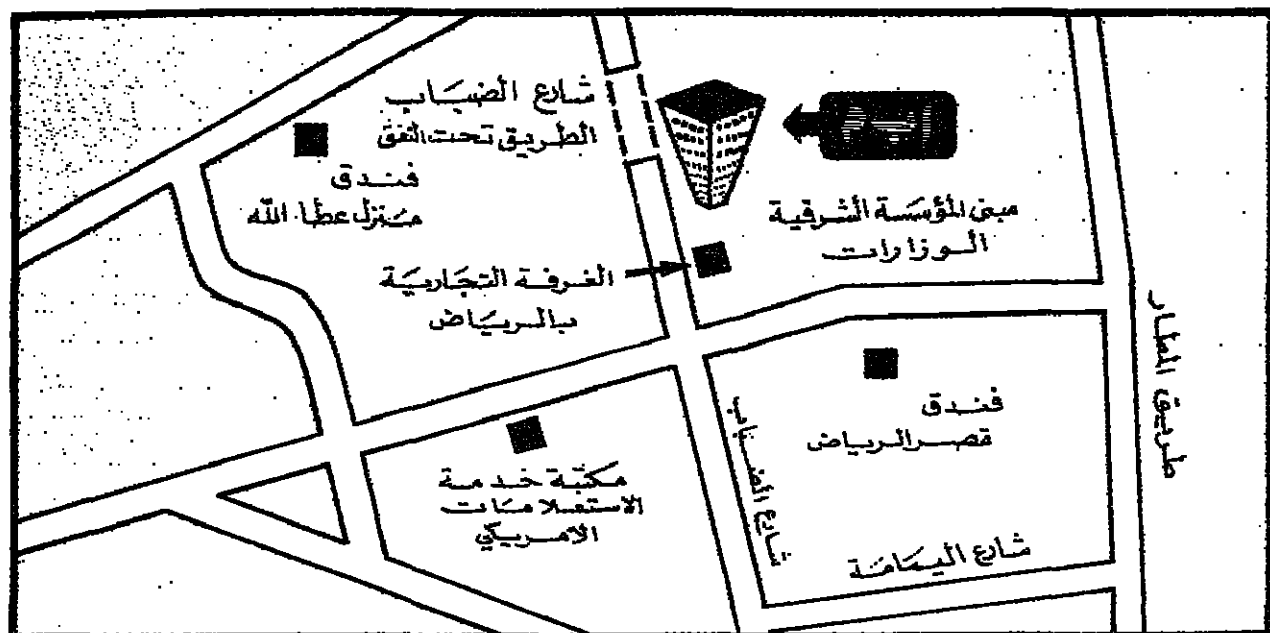 شارع الضباب
الطريق تحت النفق
فندق
منزل عطا الله
مبنى المؤسسة الشرقية
الوزارات
الغرفة التجارية
بالرياض
طريق المطار
فندق
قصر الرياض
شارع الضباب
مكتبة خدمة
الاستعلامات
الامريكي
شارع اليمامة